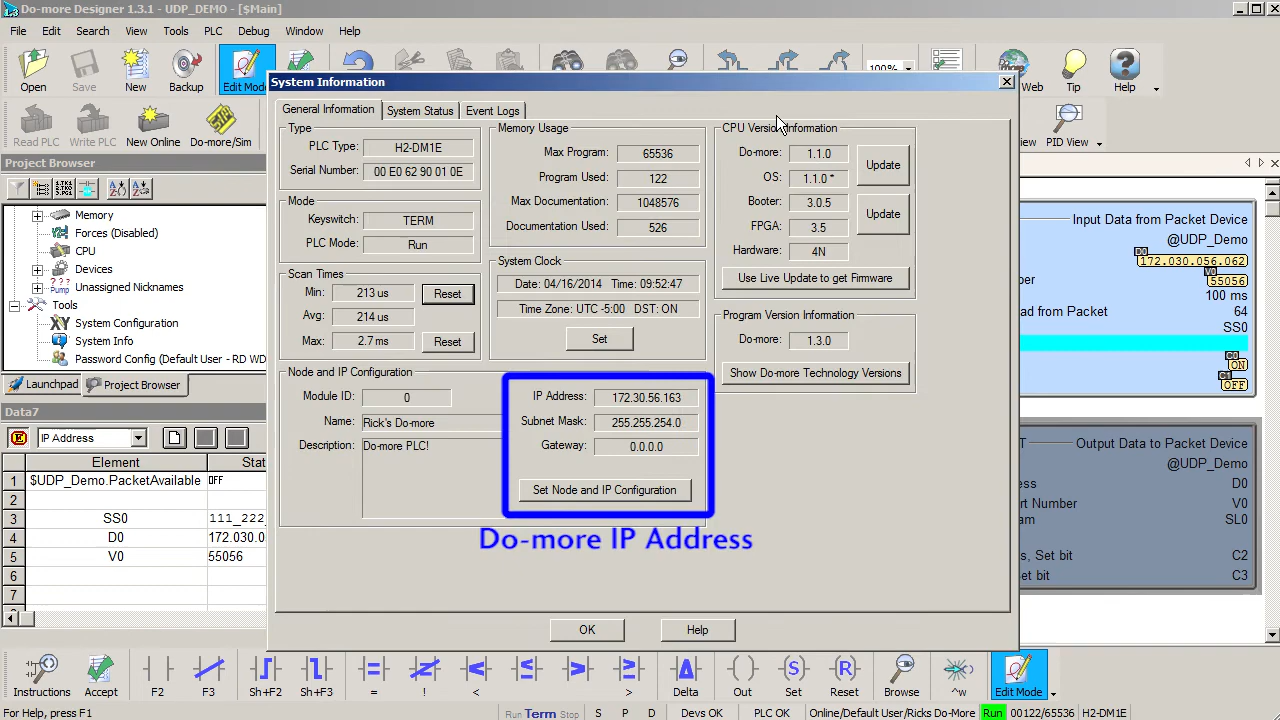 Do-more Designer 1.3.1 - UDP_DEMO - [$Main]
File Edit Search View Tools PLC Debug Window Help
100%
Open Save New Backup Edit Mode Web Tip Help
Read PLC Write PLC New Online Do-more/Sim PID View
Project Browser
Memory
Forces (Disabled)
CPU
Devices
Unassigned Nicknames
Tools
System Configuration
System Info
Password Config (Default User - RD WD
Launchpad Project Browser
Data7
IP Address
Element Stat
1 $UDP_Demo.PacketAvailable OFF
2
3 SS0 111_222
4 D0 172.030.0
5 V0 55056
6
7
System Information
General Information System Status Event Logs
Type
PLC Type: H2-DM1E
Serial Number: 00 E0 62 90 01 0E
Mode
Keyswitch: TERM
PLC Mode: Run
Scan Times
Min: 213 us Reset
Avg: 214 us
Max: 2.7 ms Reset
Memory Usage
Max Program: 65536
Program Used: 122
Max Documentation: 1048576
Documentation Used: 526
System Clock
Date: 04/16/2014 Time: 09:52:47
Time Zone: UTC -5:00 DST: ON
Set
CPU Version Information
Do-more: 1.1.0 Update
OS: 1.1.0 *
Booter: 3.0.5 Update
FPGA: 3.5
Hardware: 4N
Use Live Update to get Firmware
Program Version Information
Do-more: 1.3.0
Show Do-more Technology Versions
Node and IP Configuration
Module ID: 0
Name: Rick's Do-more
Description: Do-more PLC!
IP Address: 172.30.56.163
Subnet Mask: 255.255.254.0
Gateway: 0.0.0.0
Set Node and IP Configuration
Do-more IP Address
OK Help
Input Data from Packet Device
@UDP_Demo
D0
172.030.056.062
V0
ber 55056
100 ms
ad from Packet 64
SS0
C0
ON
C1
OFF
T Output Data to Packet Device
@UDP_Demo
ess D0
rt Number V0
am SL0
s, Set bit C2
et bit C3
Instructions Accept F2 F3 Sh+F2 Sh+F3 = ! < > Delta Out Set Reset Browse ^w Edit Mode
For Help, press F1 Run Term Stop S P D Devs OK PLC OK Online/Default User/Ricks Do-More Run 00122/65536 H2-DM1E